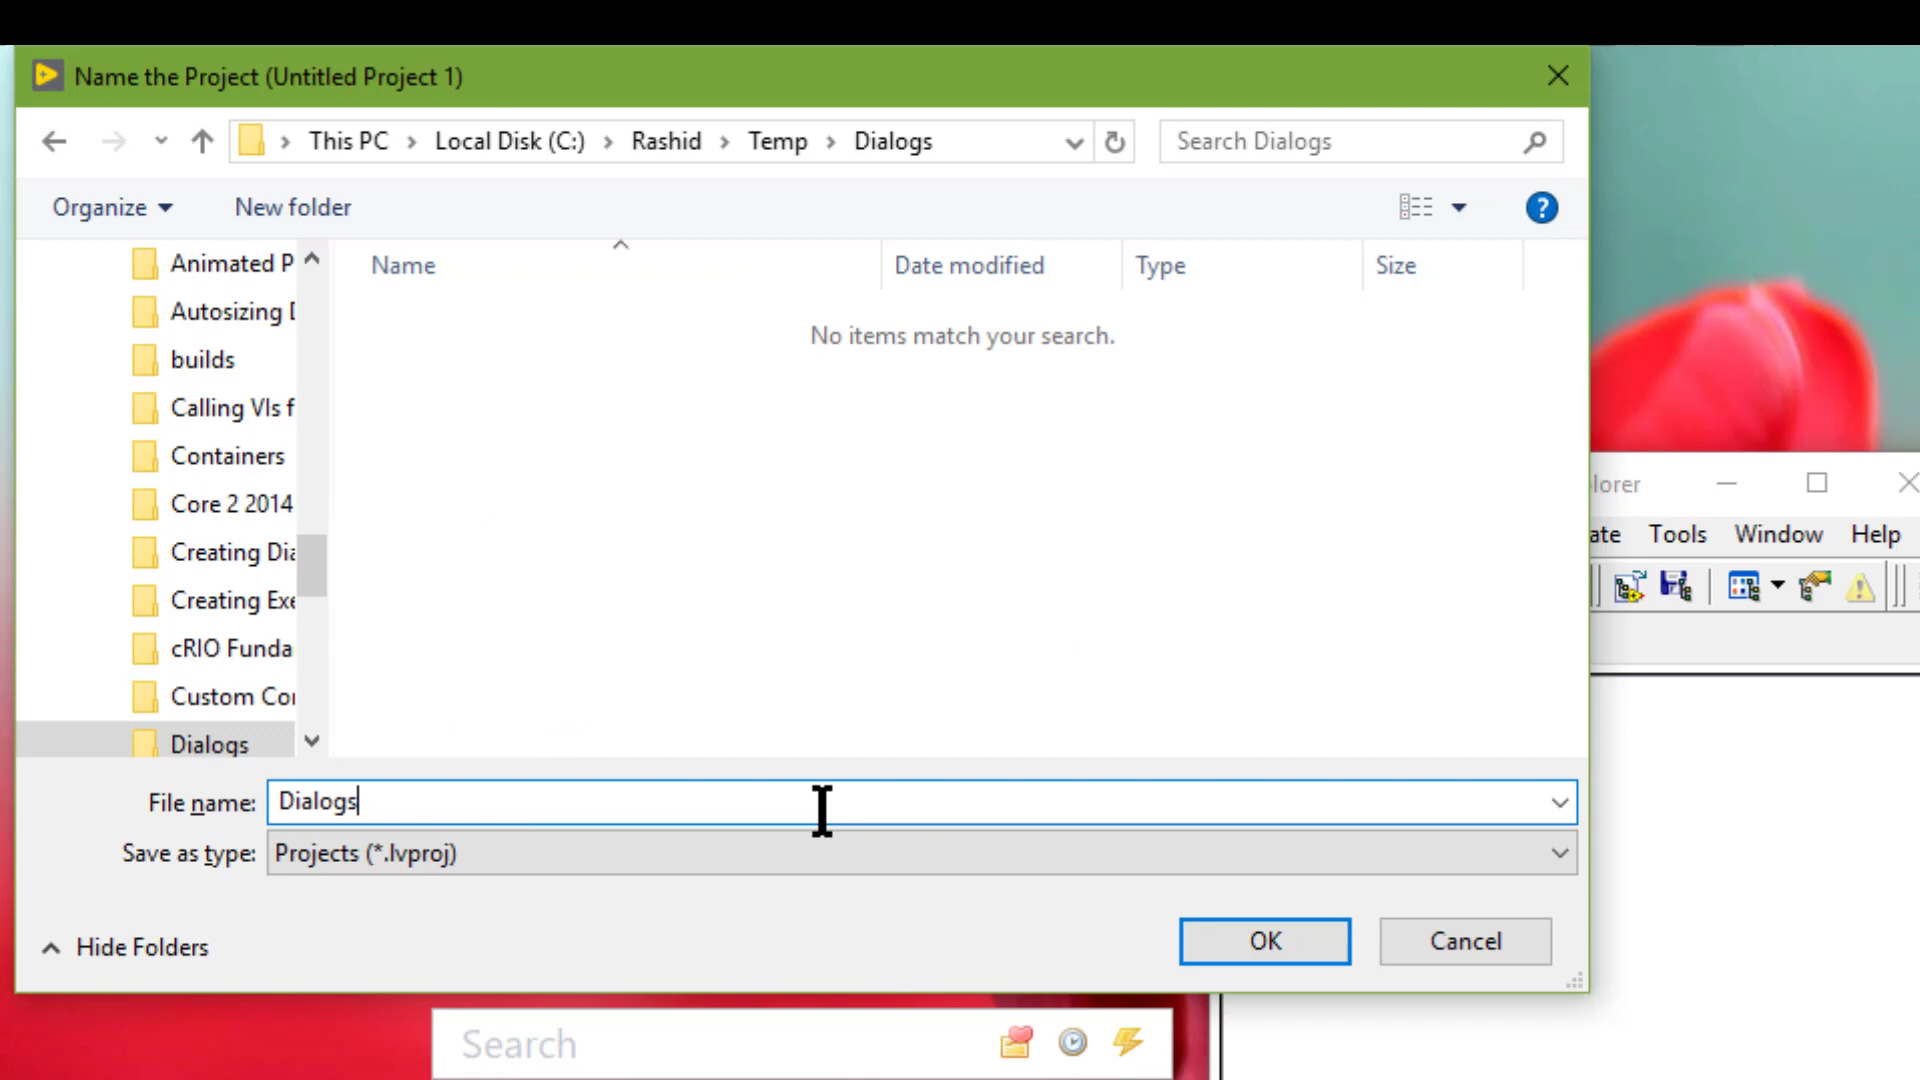 Name the Project (Untitled Project 1)
This PC > Local Disk (C:) > Rashid > Temp > Dialogs
Search Dialogs
Organize
New folder
?
Name
Date modified
Type
Size
No items match your search.
Animated P
Autosizing D
builds
Calling VIs f
Containers
Core 2 2014
Creating Dia
Creating Exe
cRIO Funda
Custom Cor
Dialogs
File name: Dialogs
Save as type: Projects (*.lvproj)
Hide Folders
OK
Cancel
lorer
ate Tools Window Help
Search